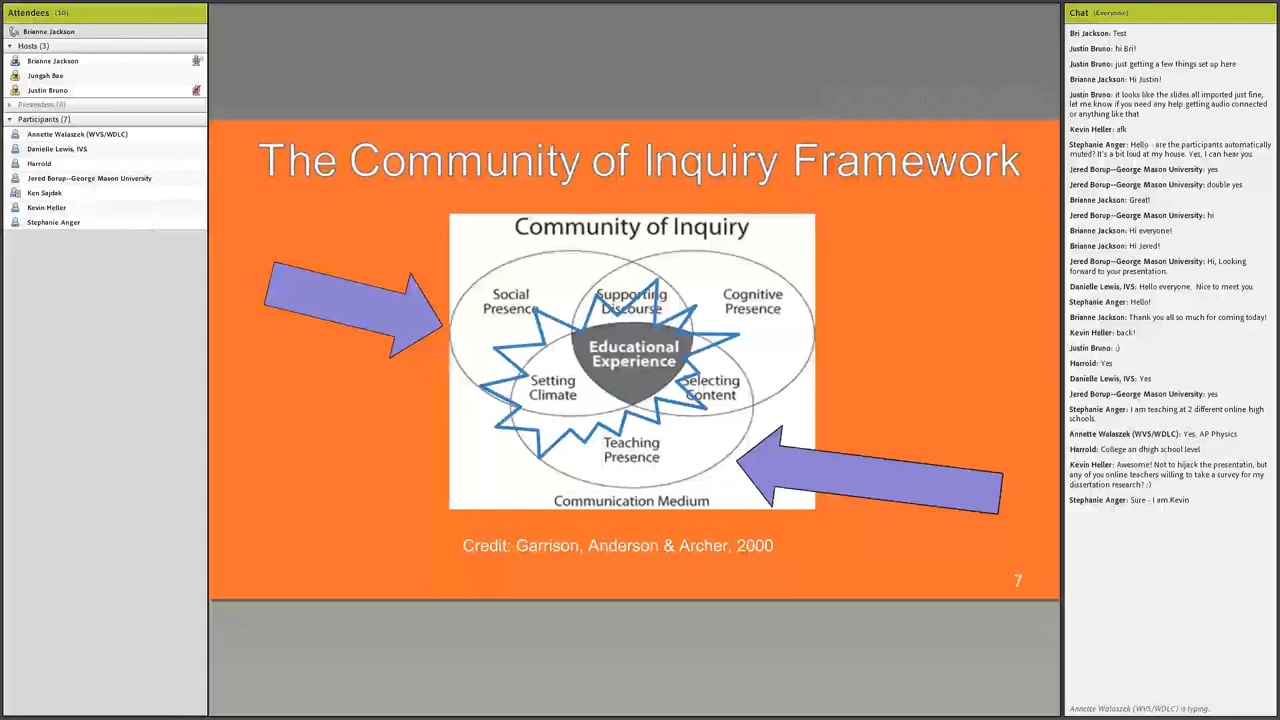 Attendees (10)
Brianne Jackson
Hosts (3)
Brianne Jackson
Jungah Bae
Justin Bruno
Presenters (0)
Participants (7)
Annette Walaszek (WVS/WDLC)
Danielle Lewis, IVS
Harrold
Jered Borup--George Mason University
Ken Sajdak
Kevin Heller
Stephanie Anger
The Community of Inquiry Framework
Community of Inquiry
Social
Presence
Supporting
Discourse
Cognitive
Presence
Educational
Experience
Setting
Climate
Selecting
Content
Teaching
Presence
Communication Medium
Credit: Garrison, Anderson & Archer, 2000
7
Chat (Everyone)
Bri Jackson: Test
Justin Bruno: hi Bri!
Justin Bruno: just getting a few things set up here
Brianne Jackson: Hi Justin!
Justin Bruno: it looks like the slides all imported just fine,
let me know if you need any help getting audio connected
or anything like that
Kevin Heller: afk
Stephanie Anger: Hello - are the participants automatically
muted? It's a bit loud at my house. Yes, I can hear you.
Jered Borup--George Mason University: yes
Jered Borup--George Mason University: double yes
Brianne Jackson: Great!
Jered Borup--George Mason University: hi
Brianne Jackson: Hi everyone!
Brianne Jackson: Hi Jered!
Jered Borup--George Mason University: Hi, Looking
forward to your presentation.
Danielle Lewis, IVS: Hello everyone. Nice to meet you.
Stephanie Anger: Hello!
Brianne Jackson: Thank you all so much for coming today!
Kevin Heller: back!
Justin Bruno: :)
Harrold: Yes
Danielle Lewis, IVS: Yes
Jered Borup--George Mason University: yes
Stephanie Anger: I am teaching at 2 different online high
schools.
Annette Walaszek (WVS/WDLC): Yes, AP Physics
Harrold: College an dhigh school level
Kevin Heller: Awesome! Not to hijack the presentatin, but
any of you online teachers willing to take a survey for my
dissertation research? :)
Stephanie Anger: Sure - I am Kevin
Annette Walaszek (WVS/WDLC) is typing..